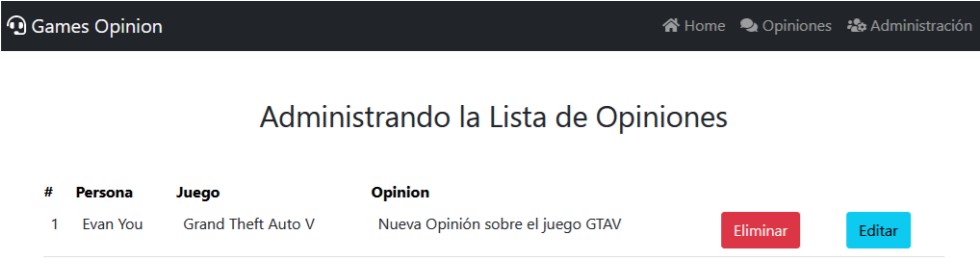 Games Opinion Home Opiniones Administración
Administrando la Lista de Opiniones
# Persona Juego Opinion
1 Evan You Grand Theft Auto V Nueva Opinión sobre el juego GTAV Eliminar Editar